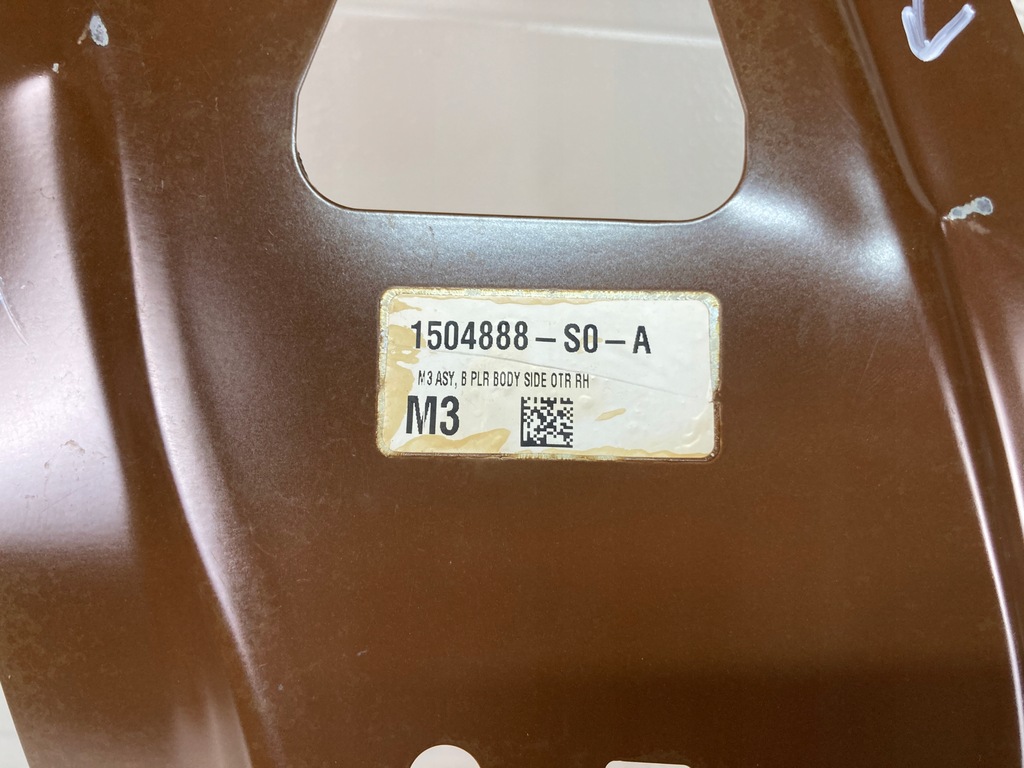 1504888-S0-A
M3 ASY, B PLR BODY SIDE OTR RH
M3